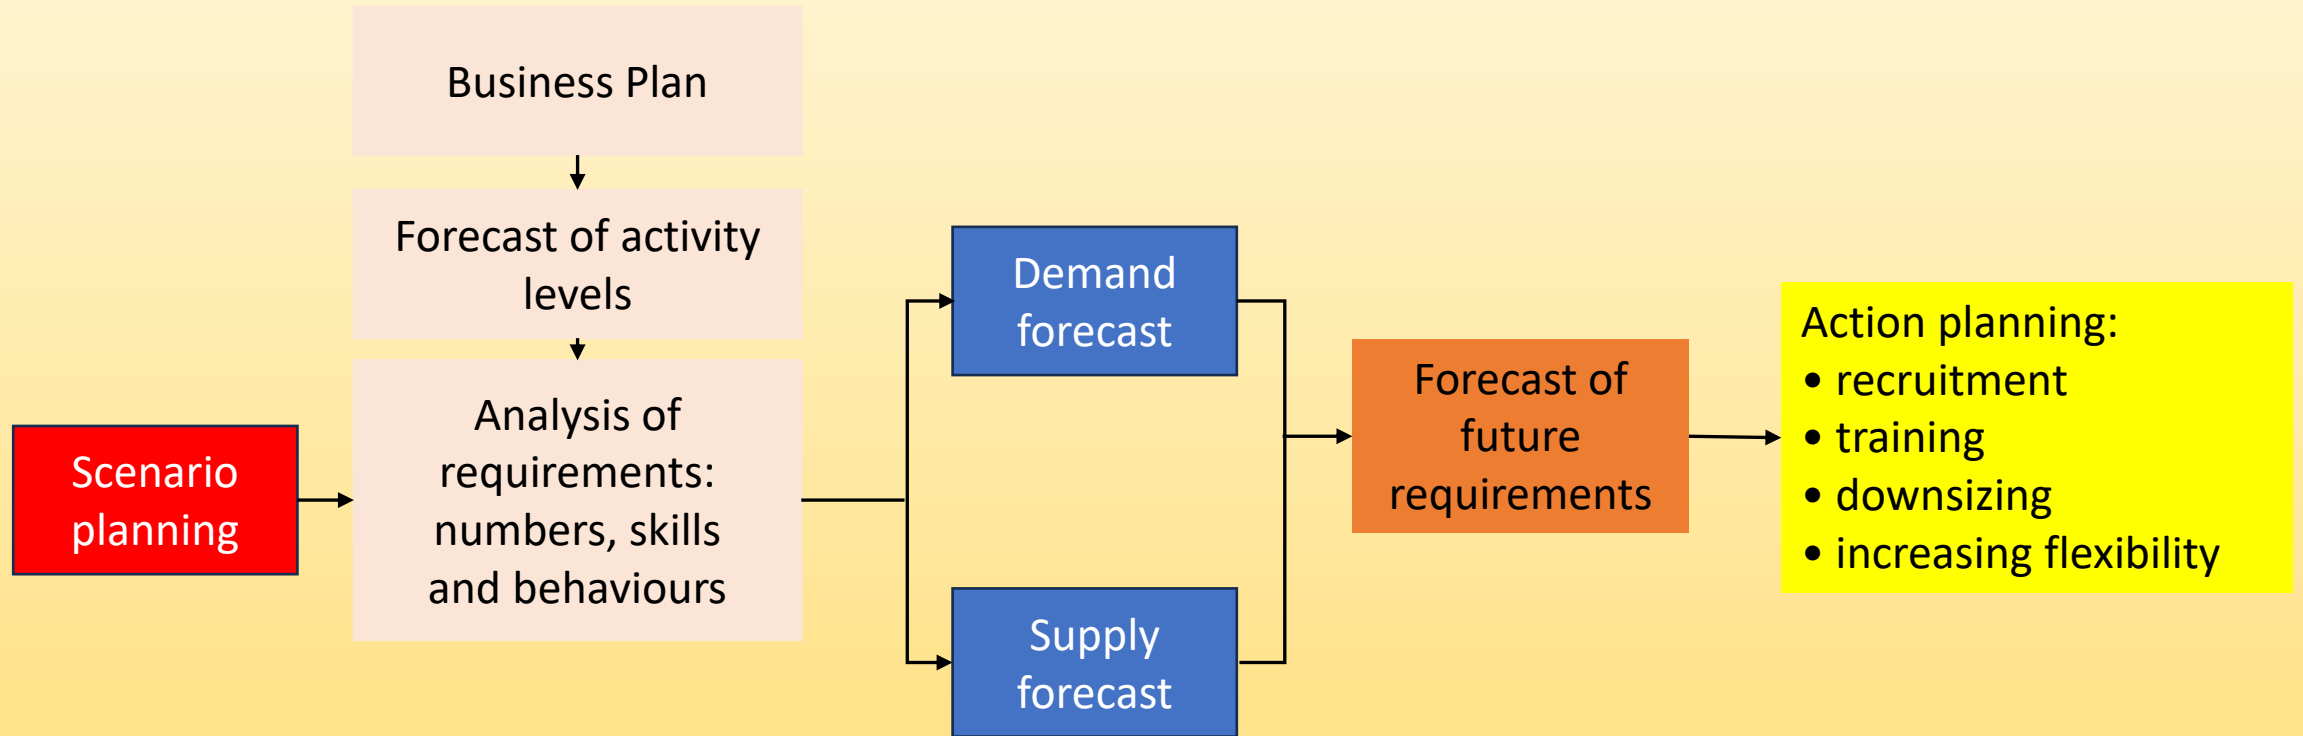 Business Plan
Forecast of activity
levels
Analysis of
requirements:
numbers, skills
and behaviours
Scenario
planning
Demand
forecast
Supply
forecast
Forecast of
future
requirements
Action planning:
• recruitment
• training
• downsizing
• increasing flexibility